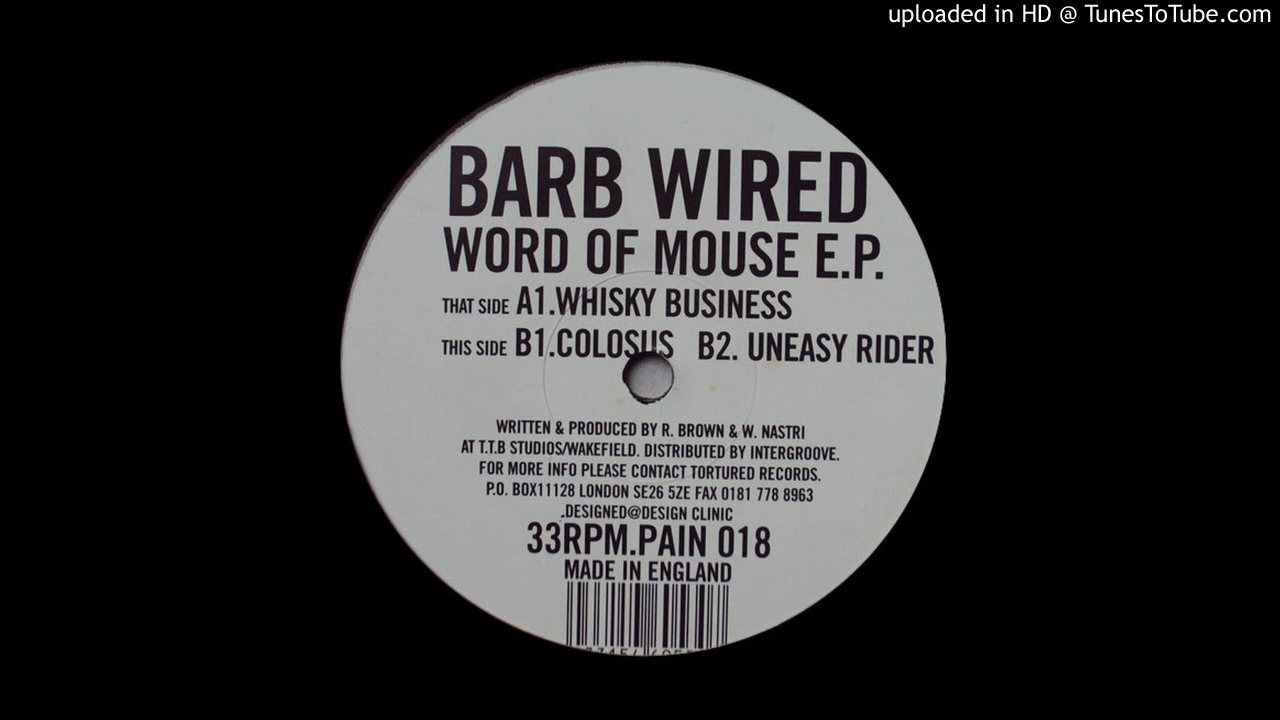 uploaded in HD @ TunesToTube.com
BARB WIRED
WORD OF MOUSE E.P.
THAT SIDE A1.WHISKY BUSINESS
THIS SIDE B1.COLOSUS B2. UNEASY RIDER
WRITTEN & PRODUCED BY R. BROWN & W. NASTRI
AT T.T.B STUDIOS/WAKEFIELD. DISTRIBUTED BY INTERGROOVE.
FOR MORE INFO PLEASE CONTACT TORTURED RECORDS.
P.O. BOX11128 LONDON SE26 5ZE FAX 0181 778 8963
.DESIGNED@DESIGN CLINIC
33RPM.PAIN 018
MADE IN ENGLAND